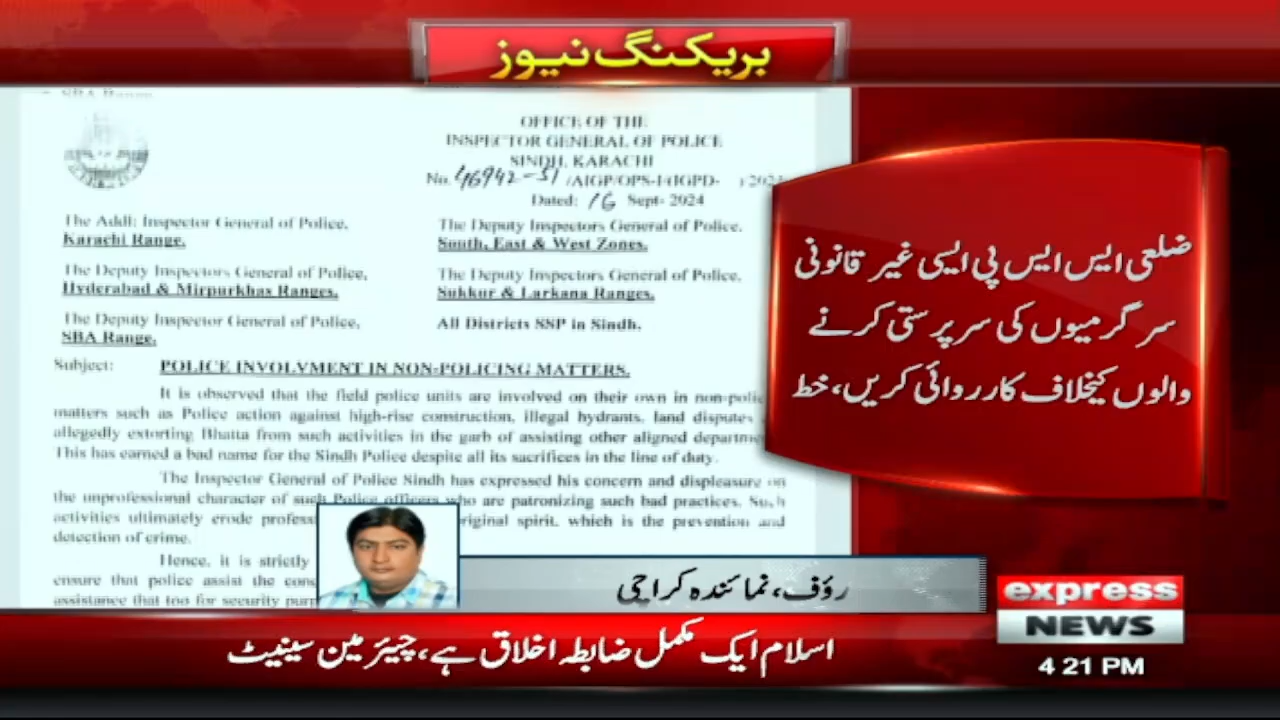 بریکنگ نیوز
SBA Range
OFFICE OF THE
INSPECTOR GENERAL OF POLICE
SINDH, KARACHI
No. 46942-51 /AIGP/OPS-I/(IGPD- )/2024
Dated: 16 Sept- 2024
The Addl: Inspector General of Police,
Karachi Range.
The Deputy Inspectors General of Police,
South, East & West Zones.
The Deputy Inspectors General of Police,
Hyderabad & Mirpurkhas Ranges.
The Deputy Inspectors General of Police,
Sukkur & Larkana Ranges.
The Deputy Inspector General of Police,
SBA Range.
All Districts SSP in Sindh.
Subject: POLICE INVOLVMENT IN NON-POLICING MATTERS.
It is observed that the field police units are involved on their own in
matters such as Police action against high-rise construction, illegal hydrants, land disputes
allegedly extorting Bhatta from such activities in the garb of assisting other aligned
This has earned a bad name for the Sindh Police despite all its sacrifices in the line of duty.
The Inspector General of Police Sindh has expressed his concern and displeasure on
the unprofessional character of such Police officers who are patronizing such bad practices. Such
activities ultimately erode original spirit, which is the prevention and
detection of crime.
Hence, it is strictly
ensure that police assist the
assistance that too for security
ضلعی ایس ایس پی ایسی غیر قانونی
سرگرمیوں کی سرپرستی کرنے
والوں کیخلاف کارروائی کریں، خط
رؤف، نمائندہ کراچی
اسلام ایک مکمل ضابطہ اخلاق ہے، چیئرمین سینیٹ
express
NEWS
4:21 PM